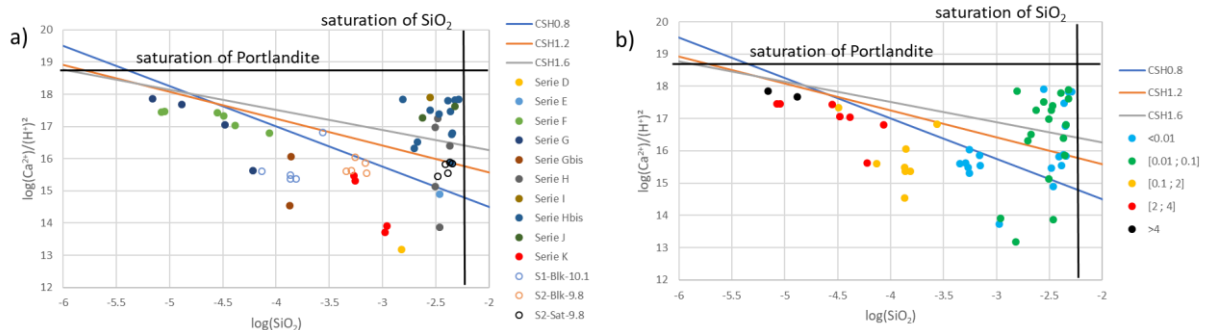 a)
saturation of SiO2
saturation of Portlandite
log(Ca²⁺)/(H⁺)²
20
19
18
17
16
15
14
13
12
-6
-5.5
-5
-4.5
-4
-3.5
-3
-2.5
-2
log(SiO2)
CSH0.8
CSH1.2
CSH1.6
Serie D
Serie E
Serie F
Serie G
Serie Gbis
Serie H
Serie I
Serie Hbis
Serie J
Serie K
S1-Blk-10.1
S2-Blk-9.8
S2-Sat-9.8
b)
saturation of SiO2
saturation of Portlandite
log(Ca²⁺)/(H⁺)²
20
19
18
17
16
15
14
13
12
-6
-5.5
-5
-4.5
-4
-3.5
-3
-2.5
-2
log(SiO2)
CSH0.8
CSH1.2
CSH1.6
<0.01
[0.01 ; 0.1]
[0.1 ; 2]
[2 ; 4]
>4